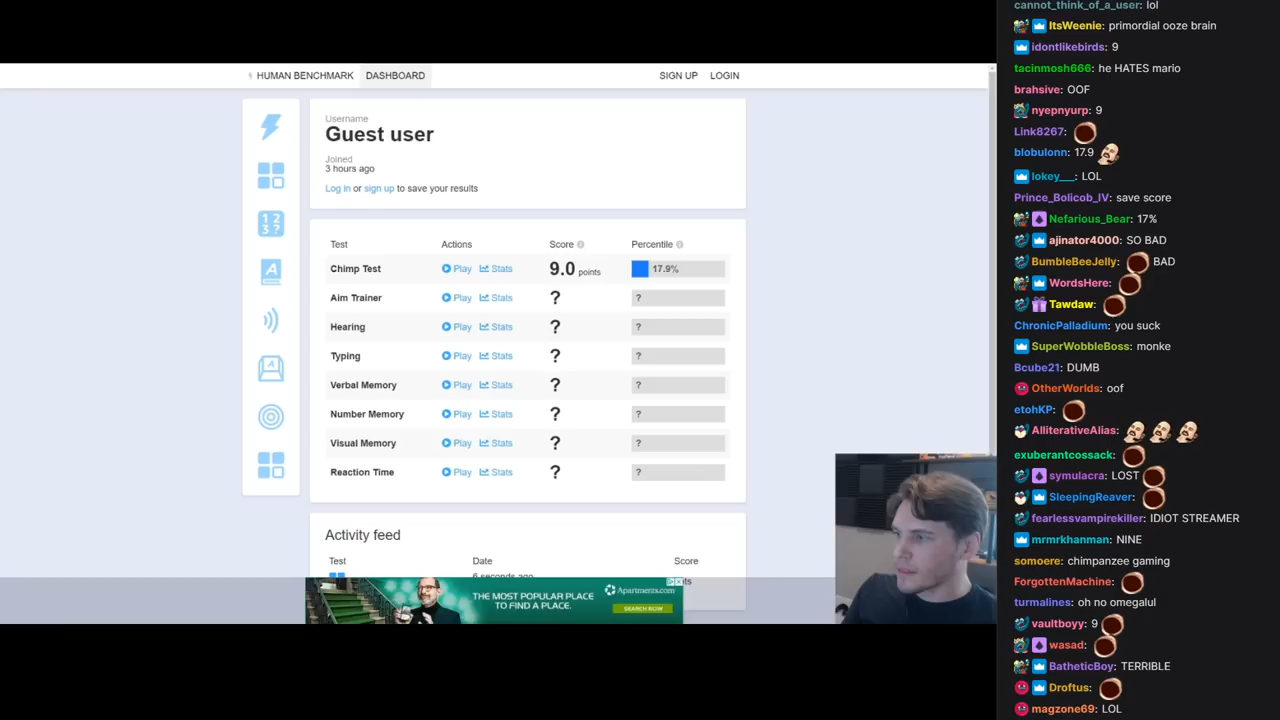 HUMAN BENCHMARK
DASHBOARD
SIGN UP
LOGIN
Username
Guest user
Joined
3 hours ago
Log in or sign up to save your results
Test Actions Score Percentile
Chimp Test Play Stats 9.0 points 17.9%
Aim Trainer Play Stats ? ?
Hearing Play Stats ? ?
Typing Play Stats ? ?
Verbal Memory Play Stats ? ?
Number Memory Play Stats ? ?
Visual Memory Play Stats ? ?
Reaction Time Play Stats ? ?
Activity feed
Test Date Score
6 seconds ago
THE MOST POPULAR PLACE
TO FIND A PLACE.
Apartments.com
SEARCH NOW
cannot_think_of_a_user: lol
ItsWeenie: primordial ooze brain
idontlikebirds: 9
tacinmosh666: he HATES mario
brahsive: OOF
nyepnyurp: 9
Link8267:
blobulonn: 17.9
lokey___: LOL
Prince_Bolicob_IV: save score
Nefarious_Bear: 17%
ajinator4000: SO BAD
BumbleBeeJelly: BAD
WordsHere:
Tawdaw:
ChronicPalladium: you suck
SuperWobbleBoss: monke
Bcube21: DUMB
OtherWorlds: oof
etohKP:
AlliterativeAlias:
exuberantcossack:
symulacra: LOST
SleepingReaver:
fearlessvampirekiller: IDIOT STREAMER
mrmrkhanman: NINE
somoere: chimpanzee gaming
ForgottenMachine:
turmalines: oh no omegalul
vaultboyy: 9
wasad:
BatheticBoy: TERRIBLE
Droftus:
magzone69: LOL